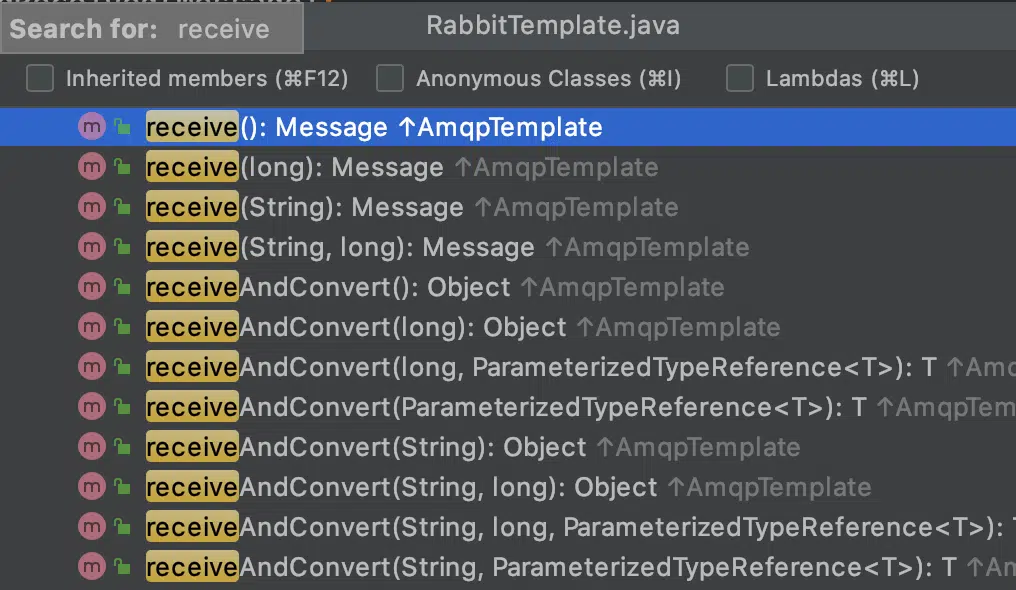 Search for: receive
RabbitTemplate.java
Inherited members (⌘F12) Anonymous Classes (⌘I) Lambdas (⌘L)
m receive(): Message ↑AmqpTemplate
m receive(long): Message ↑AmqpTemplate
m receive(String): Message ↑AmqpTemplate
m receive(String, long): Message ↑AmqpTemplate
m receiveAndConvert(): Object ↑AmqpTemplate
m receiveAndConvert(long): Object ↑AmqpTemplate
m receiveAndConvert(long, ParameterizedTypeReference<T>): T ↑Amq
m receiveAndConvert(ParameterizedTypeReference<T>): T ↑AmqpTem
m receiveAndConvert(String): Object ↑AmqpTemplate
m receiveAndConvert(String, long): Object ↑AmqpTemplate
m receiveAndConvert(String, long, ParameterizedTypeReference<T>):
m receiveAndConvert(String, ParameterizedTypeReference<T>): T ↑Am